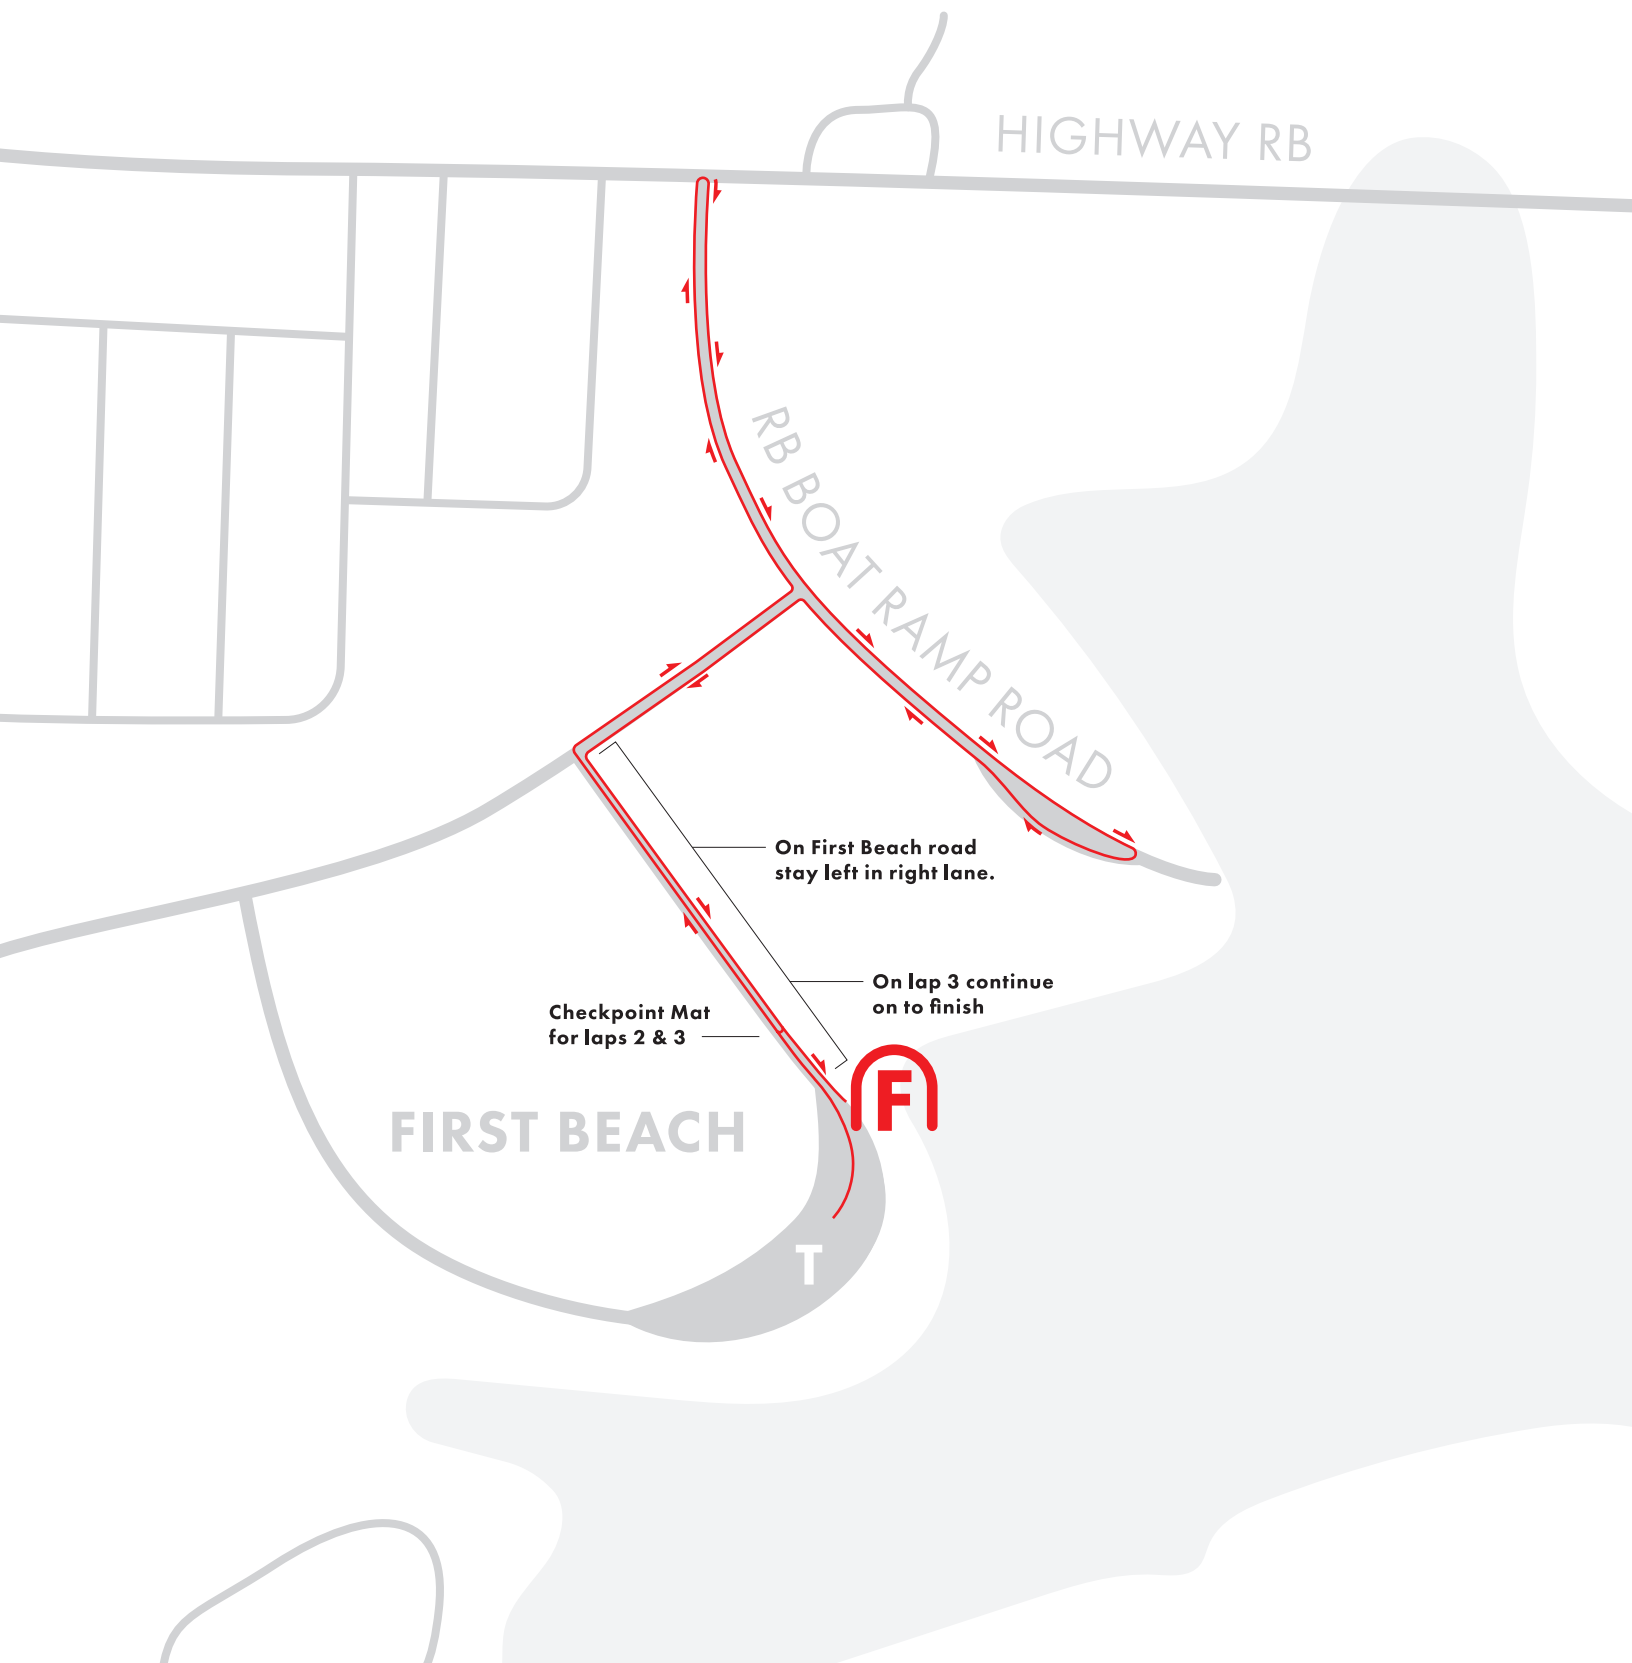 HIGHWAY RB
RB BOAT RAMP ROAD
On First Beach road
stay left in right lane.
On lap 3 continue
on to finish
Checkpoint Mat
for laps 2 & 3
F
FIRST BEACH
T